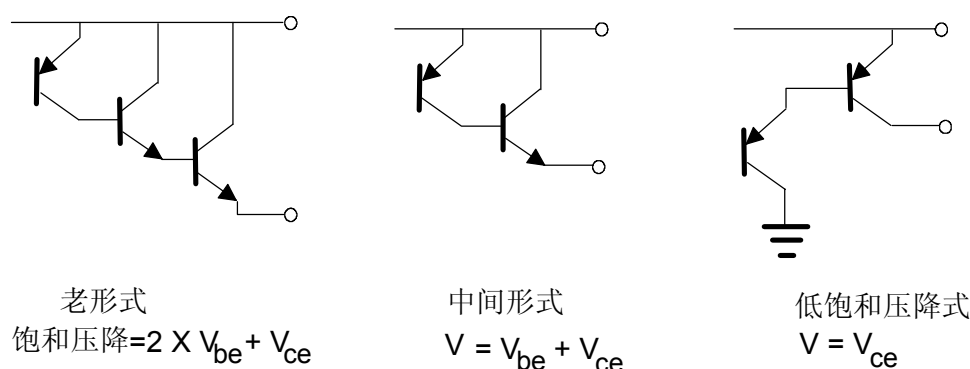 老形式
饱和压降=2 X Vbe+ Vce
中间形式
V = Vbe + Vce
低饱和压降式
V = Vce